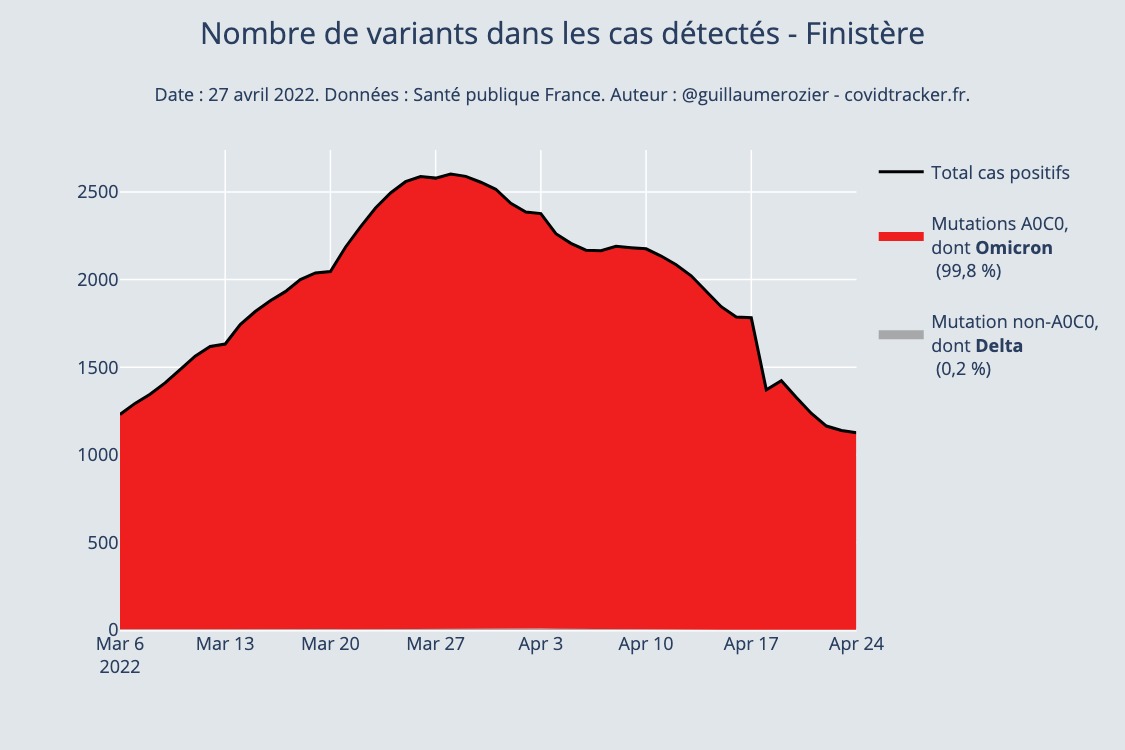 Nombre de variants dans les cas détectés - Finistère
Date : 27 avril 2022. Données : Santé publique France. Auteur : @guillaumerozier - covidtracker.fr.
Total cas positifs
Mutations A0C0,
dont Omicron
(99,8 %)
Mutation non-A0C0,
dont Delta
(0,2 %)
2500
2000
1500
1000
500
0
Mar 6 Mar 13 Mar 20 Mar 27 Apr 3 Apr 10 Apr 17 Apr 24
2022